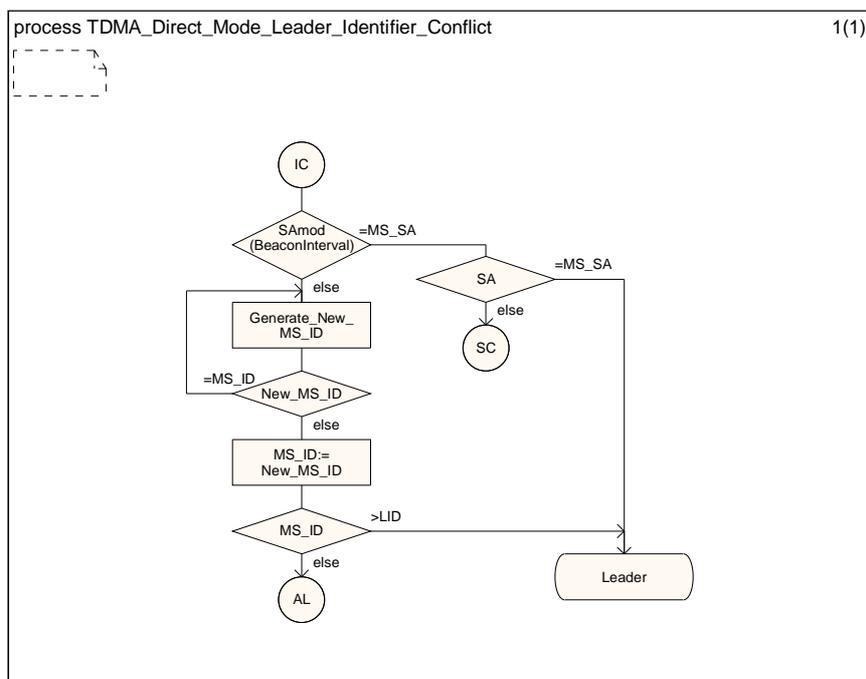 process TDMA_Direct_Mode_Leader_Identifier_Conflict 1(1)
IC
SAmod
(BeaconInterval)
=MS_SA
SA
=MS_SA
else
else
Generate_New_
MS_ID
SC
=MS_ID
New_MS_ID
else
MS_ID:=
New_MS_ID
MS_ID
>LID
else
Leader
AL